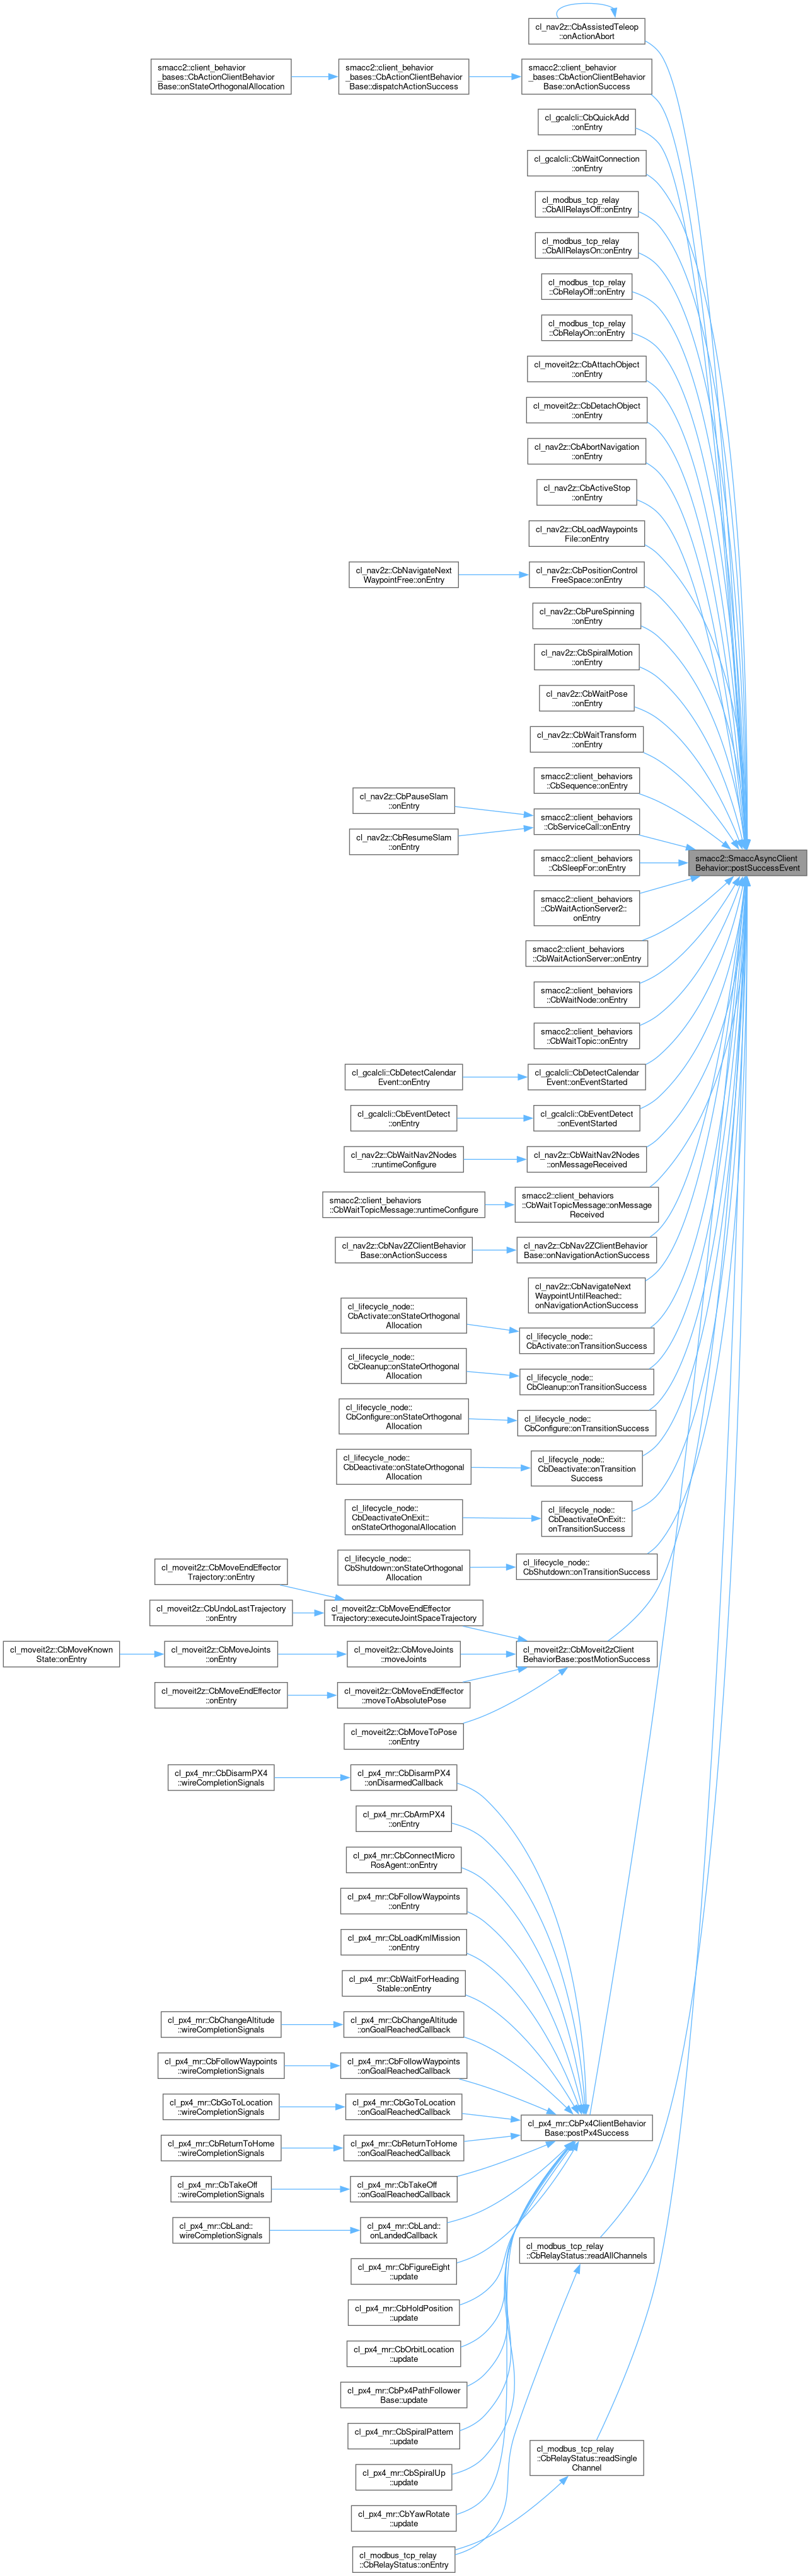 cl_nav2z::CbAssistedTeleop
::onActionAbort
smacc2::client_behavior
_bases::CbActionClientBehavior
Base::onStateOrthogonalAllocation
smacc2::client_behavior
_bases::CbActionClientBehavior
Base::dispatchActionSuccess
smacc2::client_behavior
_bases::CbActionClientBehavior
Base::onActionSuccess
cl_gcalcli::CbQuickAdd
::onEntry
cl_gcalcli::CbWaitConnection
::onEntry
cl_modbus_tcp_relay
::CbAllRelaysOff::onEntry
cl_modbus_tcp_relay
::CbAllRelaysOn::onEntry
cl_modbus_tcp_relay
::CbRelayOff::onEntry
cl_modbus_tcp_relay
::CbRelayOn::onEntry
cl_moveit2z::CbAttachObject
::onEntry
cl_moveit2z::CbDetachObject
::onEntry
cl_nav2z::CbAbortNavigation
::onEntry
cl_nav2z::CbActiveStop
::onEntry
cl_nav2z::CbLoadWaypoints
File::onEntry
cl_nav2z::CbNavigateNext
WaypointFree::onEntry
cl_nav2z::CbPositionControl
FreeSpace::onEntry
cl_nav2z::CbPureSpinning
::onEntry
cl_nav2z::CbSpiralMotion
::onEntry
cl_nav2z::CbWaitPose
::onEntry
cl_nav2z::CbWaitTransform
::onEntry
smacc2::client_behaviors
::CbSequence::onEntry
cl_nav2z::CbPauseSlam
::onEntry
smacc2::client_behaviors
::CbServiceCall::onEntry
cl_nav2z::CbResumeSlam
::onEntry
smacc2::SmaccAsyncClient
Behavior::postSuccessEvent
smacc2::client_behaviors
::CbSleepFor::onEntry
smacc2::client_behaviors
::CbWaitActionServer2::
onEntry
smacc2::client_behaviors
::CbWaitActionServer::onEntry
smacc2::client_behaviors
::CbWaitNode::onEntry
smacc2::client_behaviors
::CbWaitTopic::onEntry
cl_gcalcli::CbDetectCalendar
Event::onEntry
cl_gcalcli::CbDetectCalendar
Event::onEventStarted
cl_gcalcli::CbEventDetect
::onEntry
cl_gcalcli::CbEventDetect
::onEventStarted
cl_nav2z::CbWaitNav2Nodes
::runtimeConfigure
cl_nav2z::CbWaitNav2Nodes
::onMessageReceived
smacc2::client_behaviors
::CbWaitTopicMessage::runtimeConfigure
smacc2::client_behaviors
::CbWaitTopicMessage::onMessage
Received
cl_nav2z::CbNav2ZClientBehavior
Base::onActionSuccess
cl_nav2z::CbNav2ZClientBehavior
Base::onNavigationActionSuccess
cl_nav2z::CbNavigateNext
WaypointUntilReached::
onNavigationActionSuccess
cl_lifecycle_node::
CbActivate::onStateOrthogonal
Allocation
cl_lifecycle_node::
CbActivate::onTransitionSuccess
cl_lifecycle_node::
CbCleanup::onStateOrthogonal
Allocation
cl_lifecycle_node::
CbCleanup::onTransitionSuccess
cl_lifecycle_node::
CbConfigure::onStateOrthogonal
Allocation
cl_lifecycle_node::
CbConfigure::onTransitionSuccess
cl_lifecycle_node::
CbDeactivate::onStateOrthogonal
Allocation
cl_lifecycle_node::
CbDeactivate::onTransition
Success
cl_lifecycle_node::
CbDeactivateOnExit::
onStateOrthogonalAllocation
cl_lifecycle_node::
CbDeactivateOnExit::
onTransitionSuccess
cl_lifecycle_node::
CbShutdown::onStateOrthogonal
Allocation
cl_lifecycle_node::
CbShutdown::onTransitionSuccess
cl_moveit2z::CbMoveEndEffector
Trajectory::onEntry
cl_moveit2z::CbUndoLastTrajectory
::onEntry
cl_moveit2z::CbMoveEndEffector
Trajectory::executeJointSpaceTrajectory
cl_moveit2z::CbMoveKnown
State::onEntry
cl_moveit2z::CbMoveJoints
::onEntry
cl_moveit2z::CbMoveJoints
::moveJoints
cl_moveit2z::CbMoveit2zClient
BehaviorBase::postMotionSuccess
cl_moveit2z::CbMoveEndEffector
::onEntry
cl_moveit2z::CbMoveEndEffector
::moveToAbsolutePose
cl_moveit2z::CbMoveToPose
::onEntry
cl_px4_mr::CbDisarmPX4
::wireCompletionSignals
cl_px4_mr::CbDisarmPX4
::onDisarmedCallback
cl_px4_mr::CbArmPX4
::onEntry
cl_px4_mr::CbConnectMicro
RosAgent::onEntry
cl_px4_mr::CbFollowWaypoints
::onEntry
cl_px4_mr::CbLoadKmlMission
::onEntry
cl_px4_mr::CbWaitForHeading
Stable::onEntry
cl_px4_mr::CbChangeAltitude
::wireCompletionSignals
cl_px4_mr::CbChangeAltitude
::onGoalReachedCallback
cl_px4_mr::CbFollowWaypoints
::wireCompletionSignals
cl_px4_mr::CbFollowWaypoints
::onGoalReachedCallback
cl_px4_mr::CbGoToLocation
::wireCompletionSignals
cl_px4_mr::CbGoToLocation
::onGoalReachedCallback
cl_px4_mr::CbPx4ClientBehavior
Base::postPx4Success
cl_px4_mr::CbReturnToHome
::wireCompletionSignals
cl_px4_mr::CbReturnToHome
::onGoalReachedCallback
cl_px4_mr::CbTakeOff
::wireCompletionSignals
cl_px4_mr::CbTakeOff
::onGoalReachedCallback
cl_px4_mr::CbLand::
wireCompletionSignals
cl_px4_mr::CbLand::
onLandedCallback
cl_modbus_tcp_relay
::CbRelayStatus::readAllChannels
cl_px4_mr::CbFigureEight
::update
cl_px4_mr::CbHoldPosition
::update
cl_px4_mr::CbOrbitLocation
::update
cl_px4_mr::CbPx4PathFollower
Base::update
cl_px4_mr::CbSpiralPattern
::update
cl_modbus_tcp_relay
::CbRelayStatus::readSingle
Channel
cl_px4_mr::CbSpiralUp
::update
cl_px4_mr::CbYawRotate
::update
cl_modbus_tcp_relay
::CbRelayStatus::onEntry